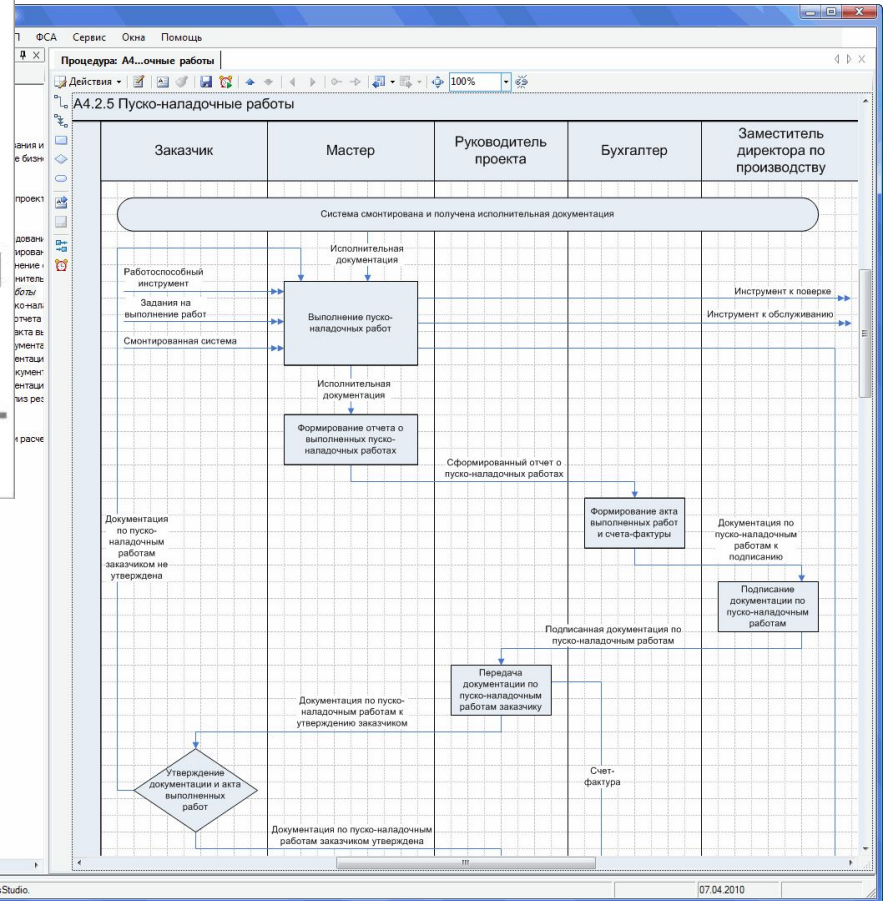 ФСА Сервис Окна Помощь
Процедура: А4...очные работы
Действия
100%
А4.2.5 Пуско-наладочные работы
Заказчик
Мастер
Руководитель
проекта
Бухгалтер
Заместитель
директора по
производству
Система смонтирована и получена исполнительная документация
Исполнительная
документация
Работоспособный
инструмент
Задания на
выполнение работ
Смонтированная система
Выполнение пуско-
наладочных работ
Инструмент к поверке
Инструмент к обслуживанию
Исполнительная
документация
Формирование отчета о
выполненных пуско-
наладочных работах
Сформированный отчет о
пуско-наладочных работах
Формирование акта
выполненных работ
и счета-фактуры
Документация
по пуско-
наладочным
работам
заказчиком не
утверждена
Документация по
пуско-наладочным
работам к
подписанию
Подписание
документации по
пуско-наладочным
работам
Подписанная документация по
пуско-наладочным работам
Передача
документации по
пуско-наладочным
работам заказчику
Документация по пуско-
наладочным работам к
утверждению заказчиком
Утверждение
документации и акта
выполненных
работ
Счет-
фактура
Документация по пуско-наладочным
работам заказчиком утверждена
sStudio.
07.04.2010